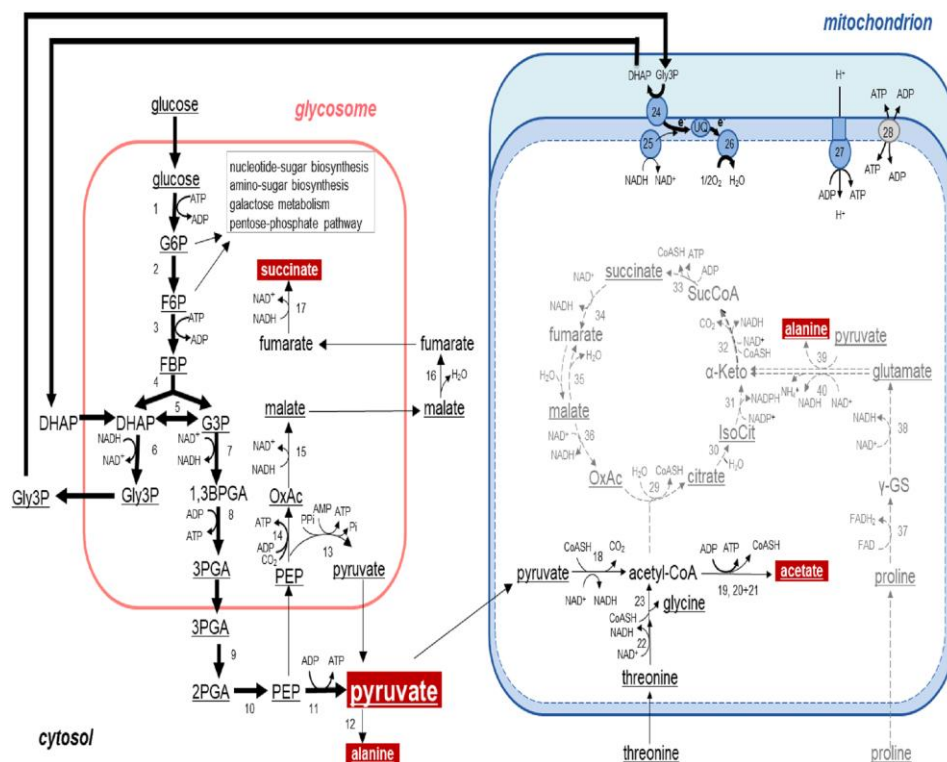 mitochondrion
DHAP Gly3P
H⁺
ATP ADP
glucose
glycosome
24
e⁻
UQ
e⁻
25
26
27
28
NADH NAD⁺
1/2O₂ H₂O
ADP ATP
ATP ADP
H⁺
nucleotide-sugar biosynthesis
amino-sugar biosynthesis
galactose metabolism
pentose-phosphate pathway
glucose
1
ATP
ADP
G6P
2
F6P
3
ATP
ADP
FBP
4
5
DHAP
DHAP
G3P
NADH
NAD⁺
6
NAD⁺
NADH
7
Gly3P
Gly3P
1,3BPGA
ADP
ATP
8
3PGA
3PGA
9
2PGA
10
PEP
11
ADP ATP
pyruvate
12
alanine
cytosol
succinate
NAD⁺
NADH
17
fumarate
fumarate
16
H₂O
malate
malate
NAD⁺
NADH
15
OxAc
ATP
ADP
CO₂
14
PPi
AMP
ATP
Pi
13
PEP
pyruvate
CoASH
ATP
ADP
33
succinate
SucCoA
NAD⁺
NADH
34
fumarate
H₂O
35
H₂O
malate
NAD⁺
NADH
36
OxAc
H₂O
CoASH
29
citrate
30
H₂O
IsoCit
31
NADPH
NADP⁺
α-Keto
CO₂
32
NADH
NAD⁺
CoASH
alanine
pyruvate
39
40
NH₄⁺
NADH
NAD⁺
glutamate
NADH
NAD⁺
38
γ-GS
FADH₂
FAD
37
proline
proline
pyruvate
CoASH
18
CO₂
NAD⁺
NADH
acetyl-CoA
ADP ATP CoASH
19, 20+21
acetate
23
CoASH
glycine
NADH
22
NAD⁺
threonine
threonine